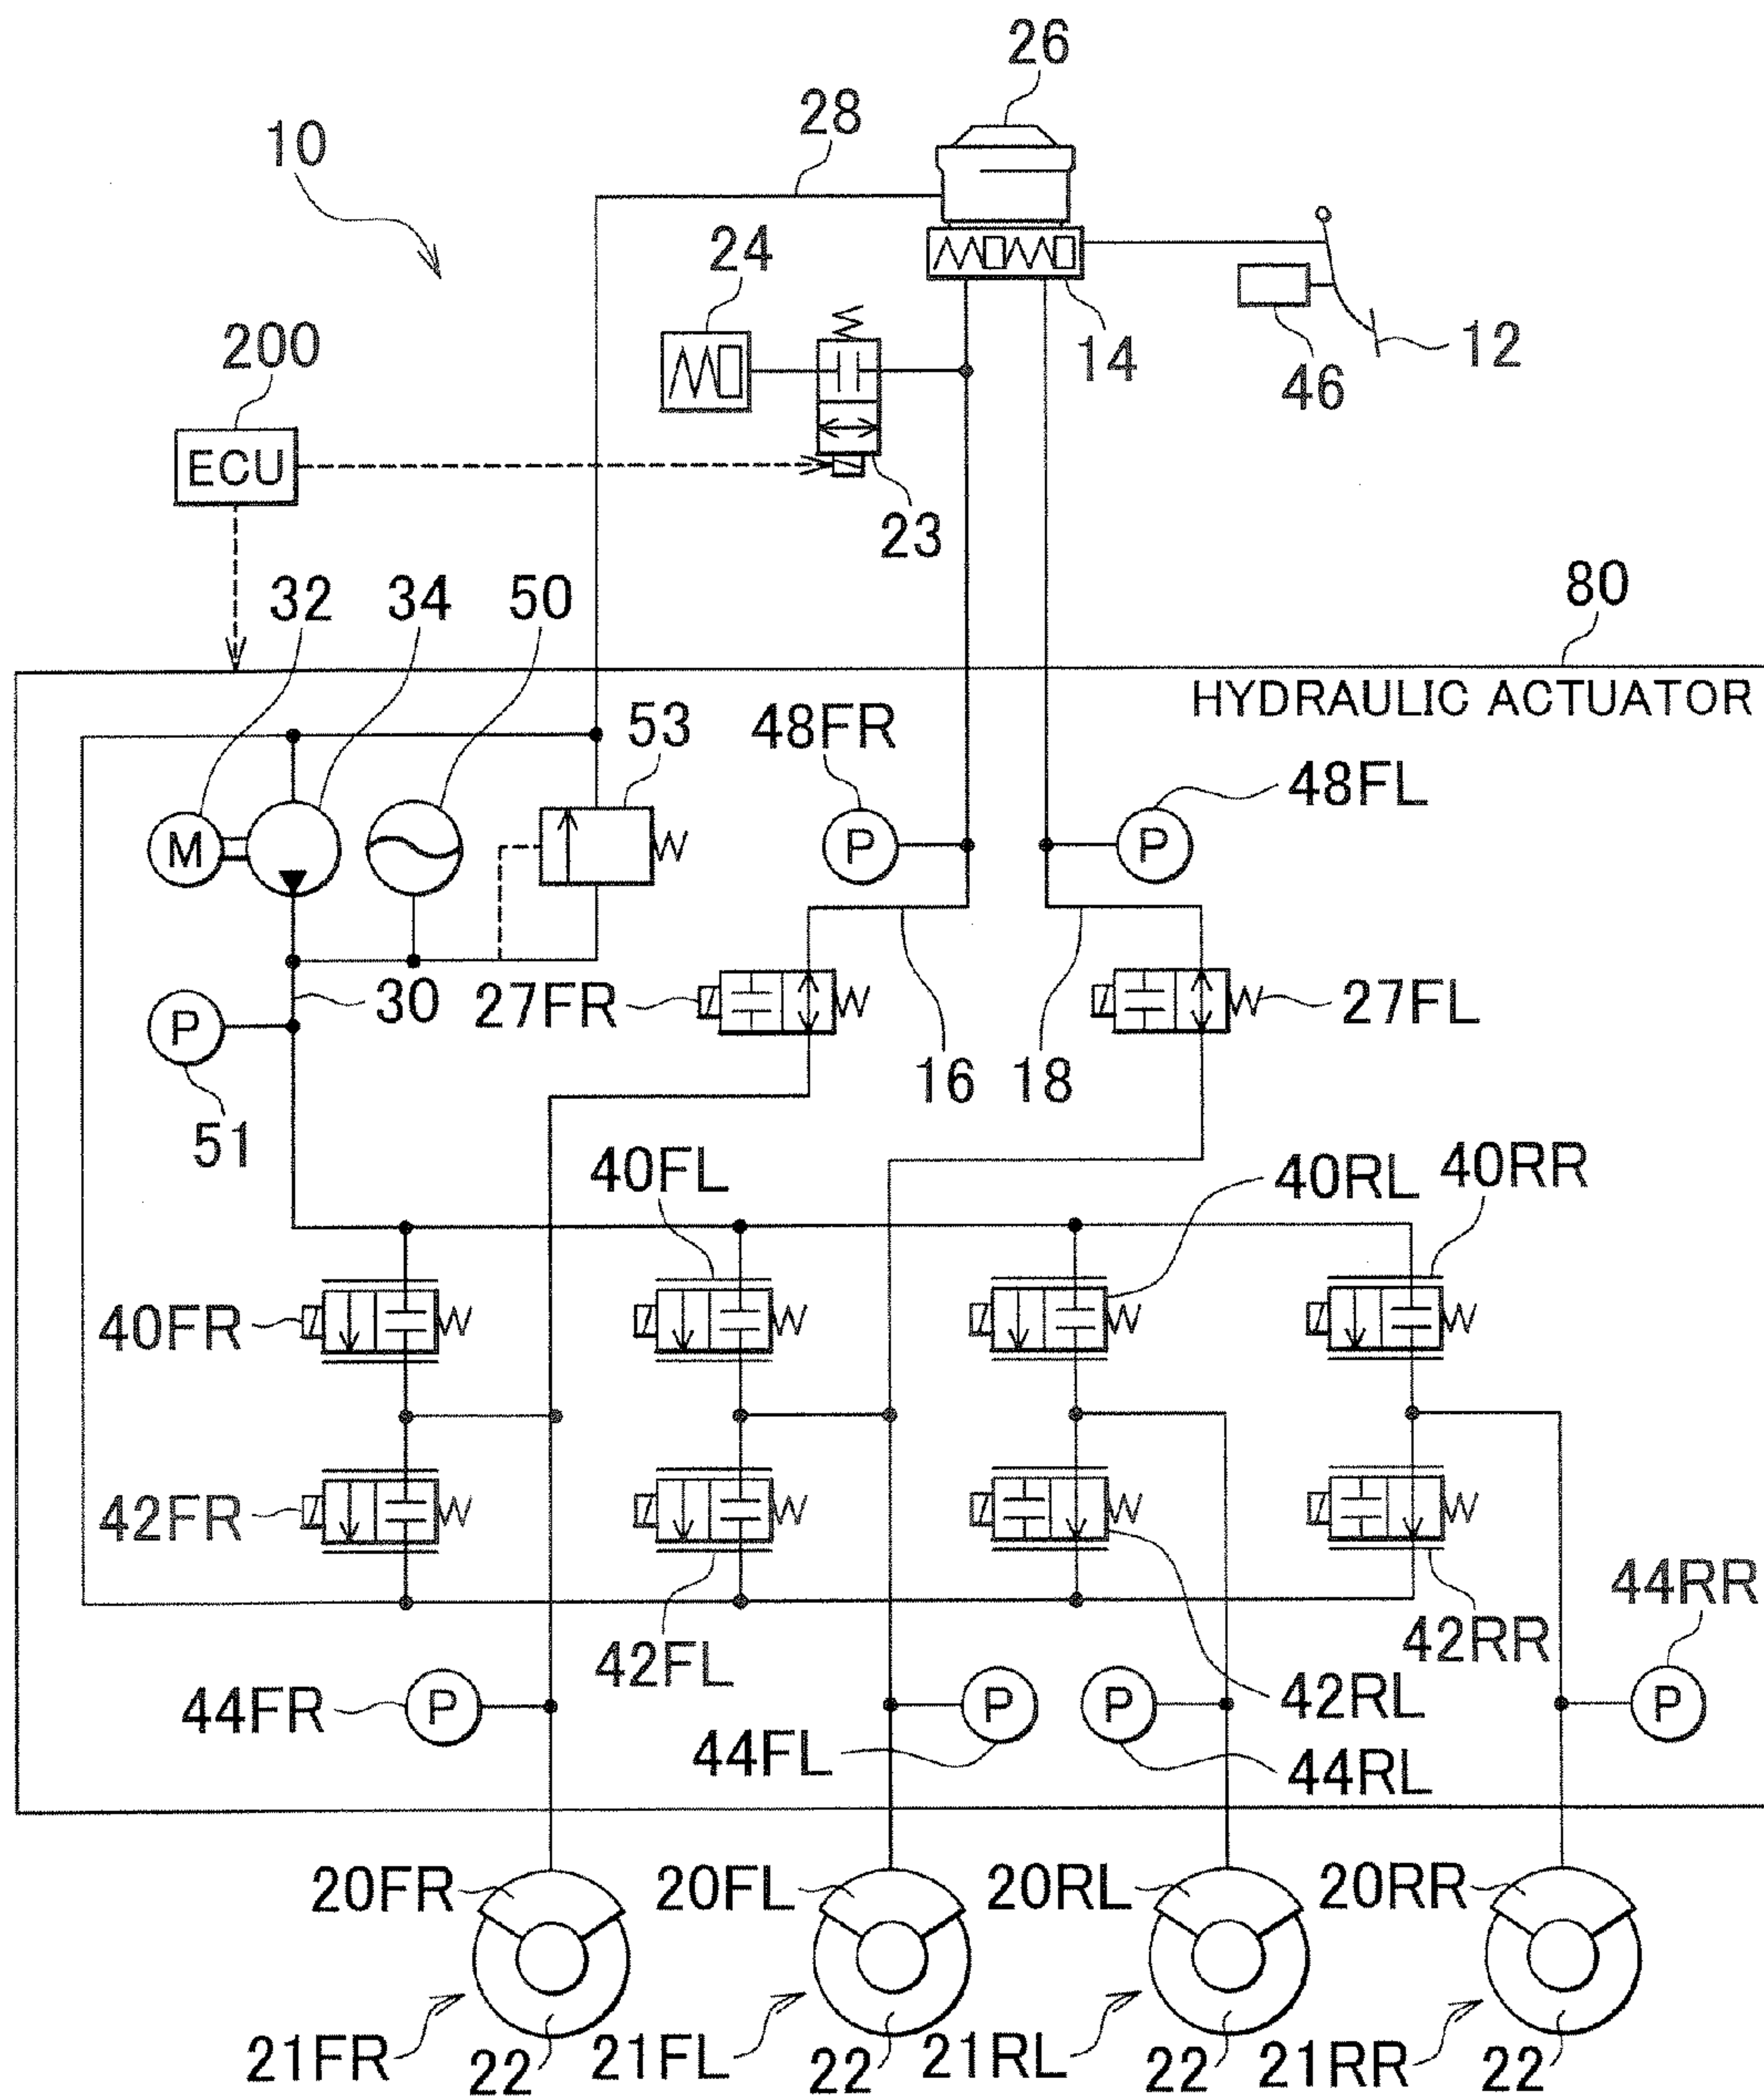 26
28
10
24
200
14
46
12
ECU
23
32
34
50
80
HYDRAULIC ACTUATOR
48FR
53
48FL
M
P
P
30
27FR
27FL
P
16
18
51
40FL
40RL
40RR
40FR
42FR
44RR
42FL
42RR
44FR
P
P
P
42RL
P
44FL
44RL
20FR
20FL
20RL
20RR
21FR
22
21FL
22
21RL
22
21RR
22